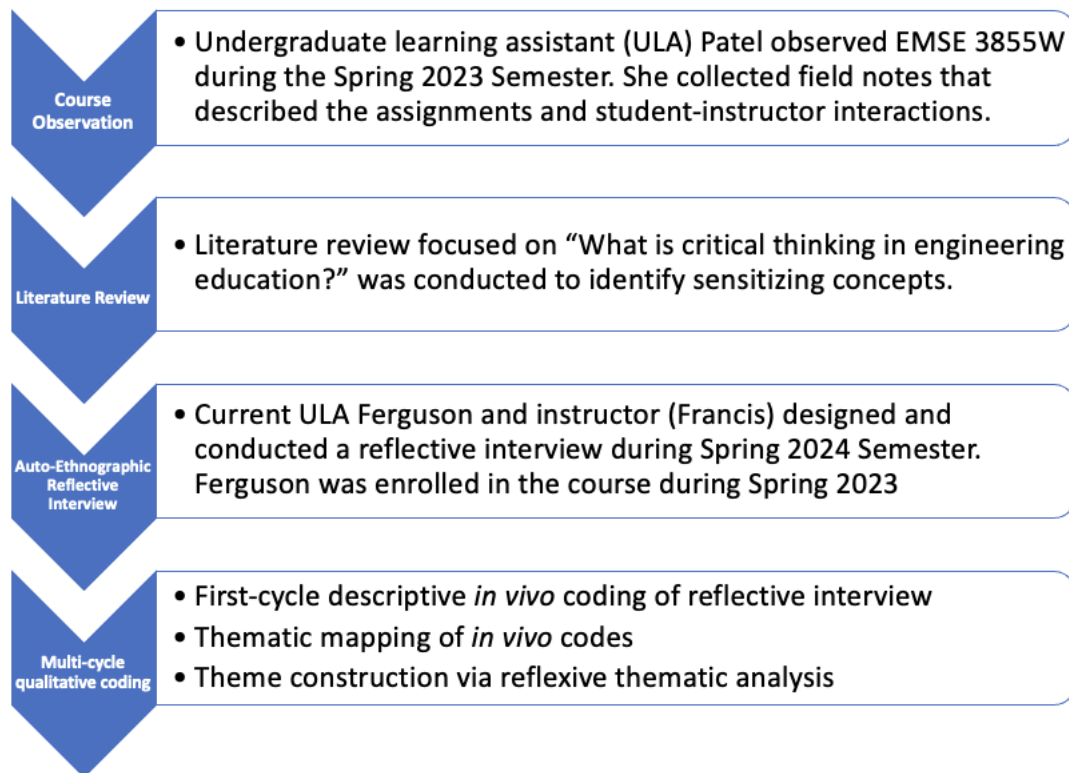 Course
Observation
• Undergraduate learning assistant (ULA) Patel observed EMSE 3855W
during the Spring 2023 Semester. She collected field notes that
described the assignments and student-instructor interactions.
Literature Review
• Literature review focused on “What is critical thinking in engineering
education?” was conducted to identify sensitizing concepts.
Auto-Ethnographic
Reflective
Interview
• Current ULA Ferguson and instructor (Francis) designed and
conducted a reflective interview during Spring 2024 Semester.
Ferguson was enrolled in the course during Spring 2023
Multi-cycle
qualitative coding
• First-cycle descriptive in vivo coding of reflective interview
• Thematic mapping of in vivo codes
• Theme construction via reflexive thematic analysis